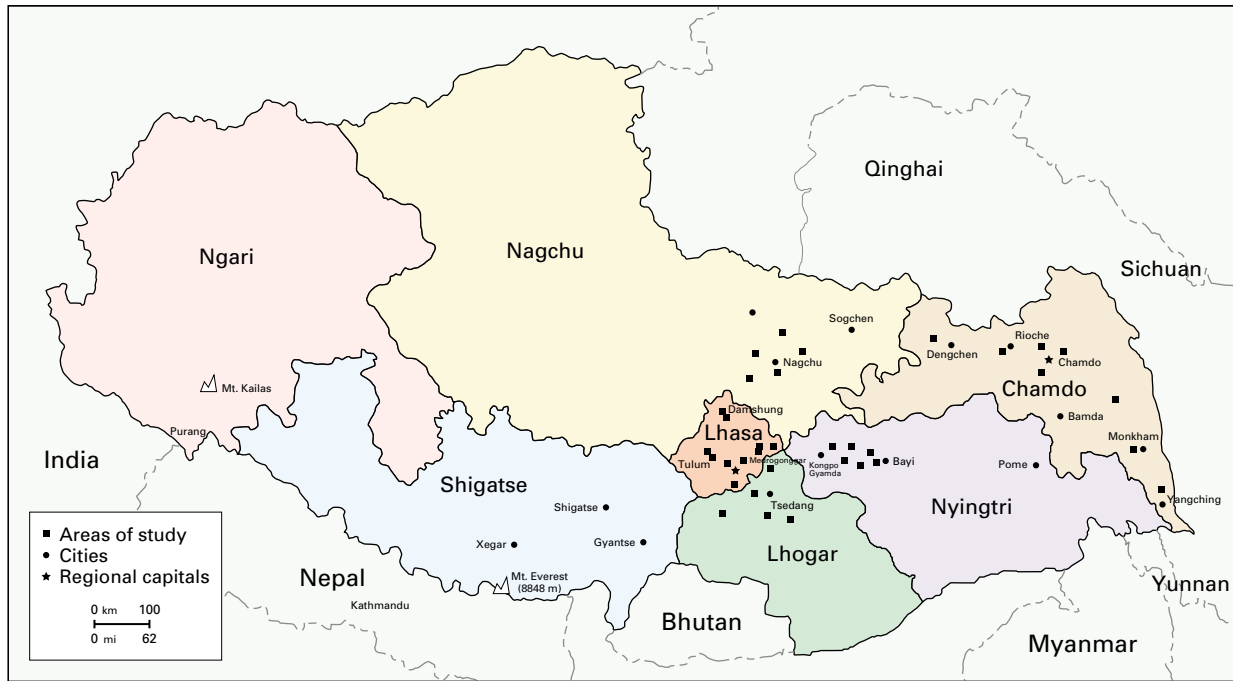 Qinghai
Sichuan
Ngari
Nagchu
Sogchen
Nagchu
Dengchen
Rioche
Chamdo
Chamdo
Bamda
Monkham
Yangching
Mt. Kailas
Purang
India
Damshung
Lhasa
Tulum
Medrogonggar
Kongpo
Gyamda
Bayi
Pome
Nyingtri
Shigatse
Shigatse
Xegar
Gyantse
Tsedang
Lhogar
Mt. Everest
(8848 m)
Nepal
Kathmandu
Bhutan
Myanmar
Yunnan
Areas of study
Cities
Regional capitals
0 km 100
0 mi 62